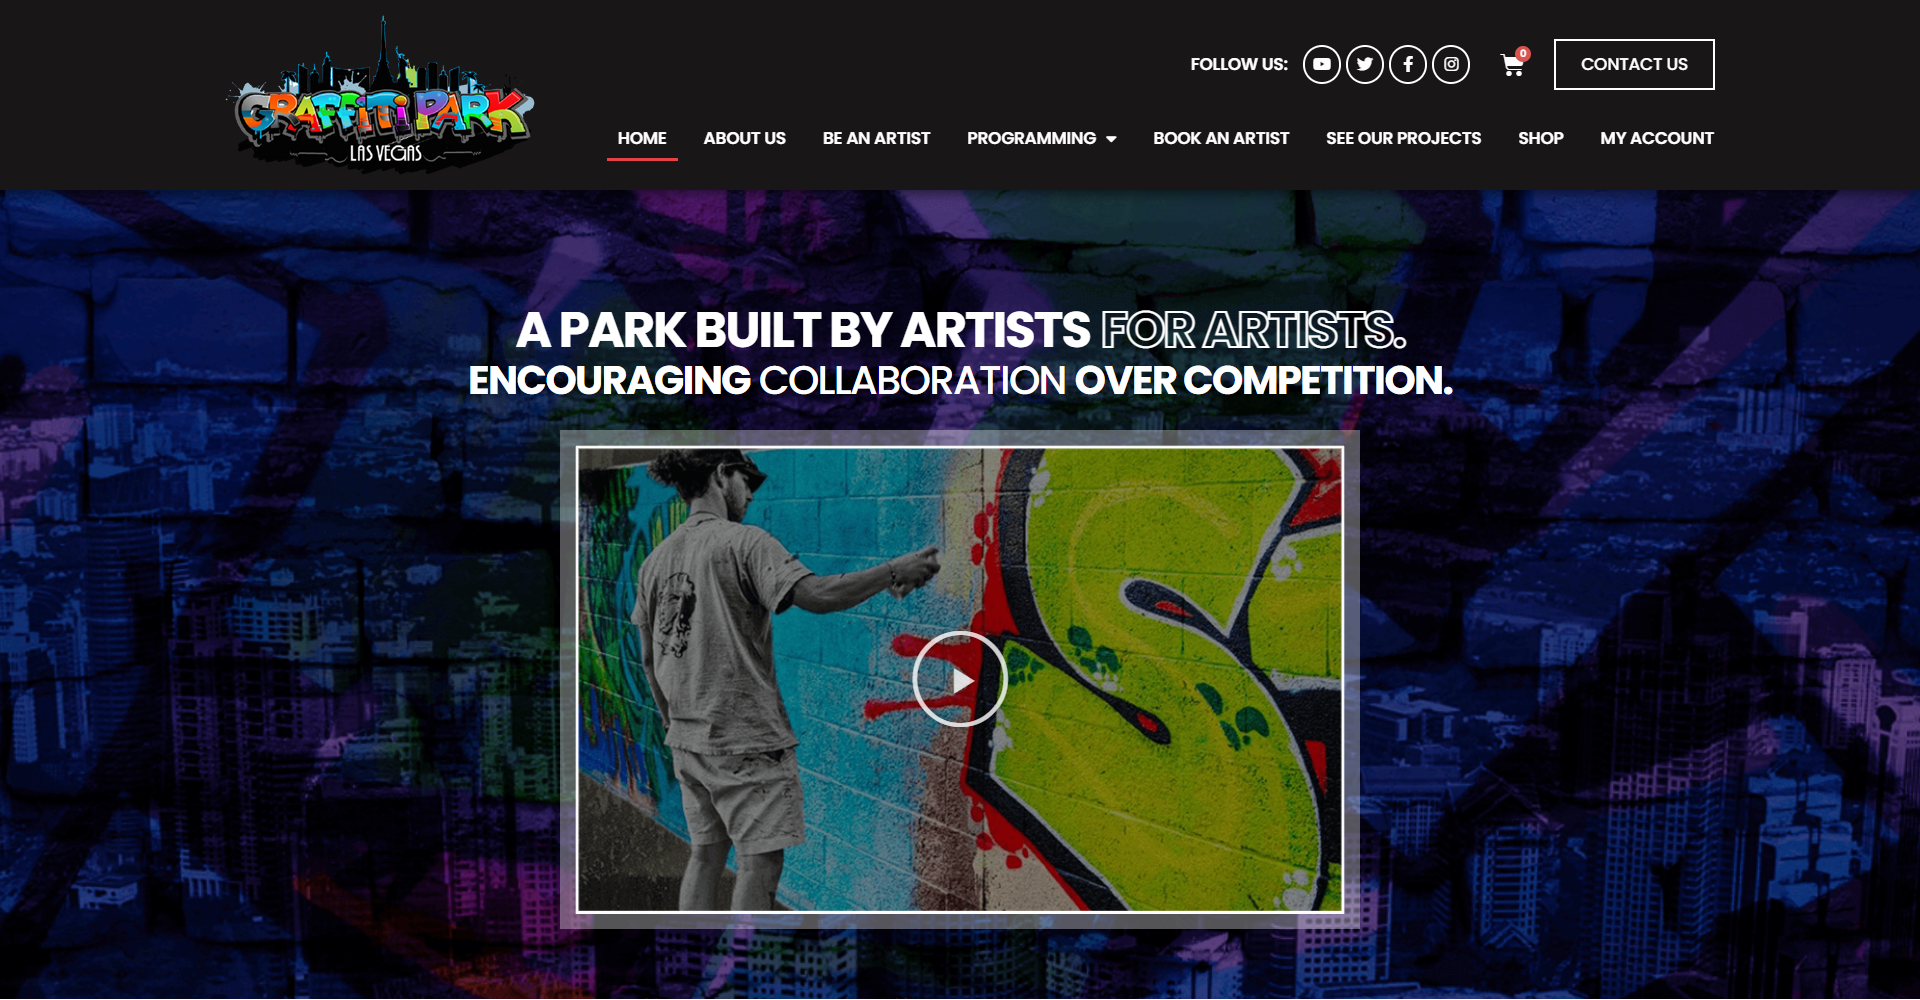 GRAFFITI PARK
LAS VEGAS
FOLLOW US:
0
CONTACT US
HOME
ABOUT US
BE AN ARTIST
PROGRAMMING
BOOK AN ARTIST
SEE OUR PROJECTS
SHOP
MY ACCOUNT
A PARK BUILT BY ARTISTS FOR ARTISTS.
ENCOURAGING COLLABORATION OVER COMPETITION.